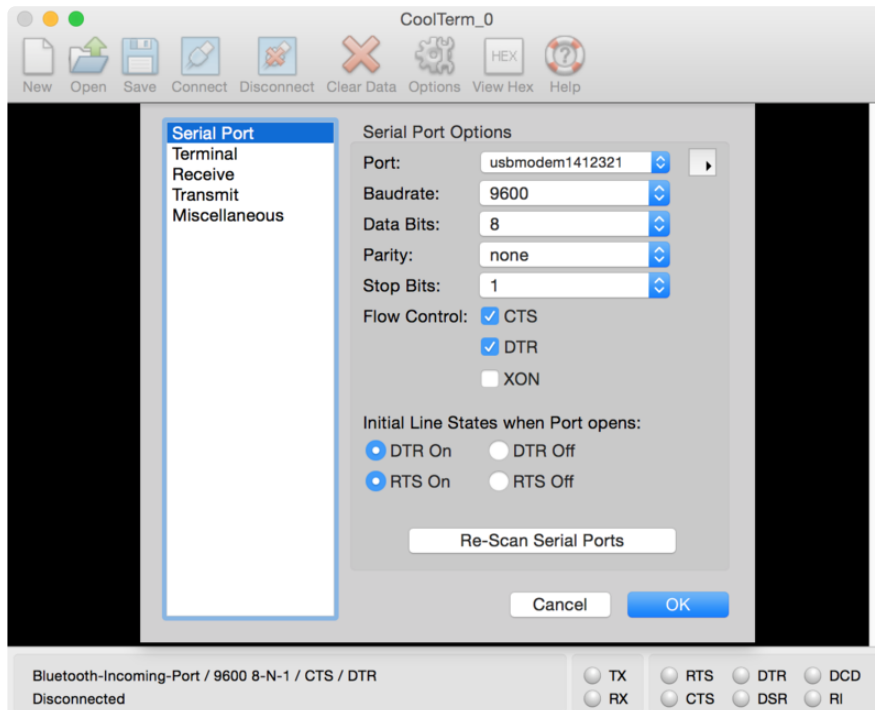 CoolTerm_0
New Open Save Connect Disconnect Clear Data Options View Hex Help
HEX
Serial Port
Terminal
Receive
Transmit
Miscellaneous
Serial Port Options
Port: usbmodem1412321
Baudrate: 9600
Data Bits: 8
Parity: none
Stop Bits: 1
Flow Control: CTS
DTR
XON
Initial Line States when Port opens:
DTR On DTR Off
RTS On RTS Off
Re-Scan Serial Ports
Cancel OK
Bluetooth-Incoming-Port / 9600 8-N-1 / CTS / DTR
Disconnected
TX RTS DTR DCD
RX CTS DSR RI